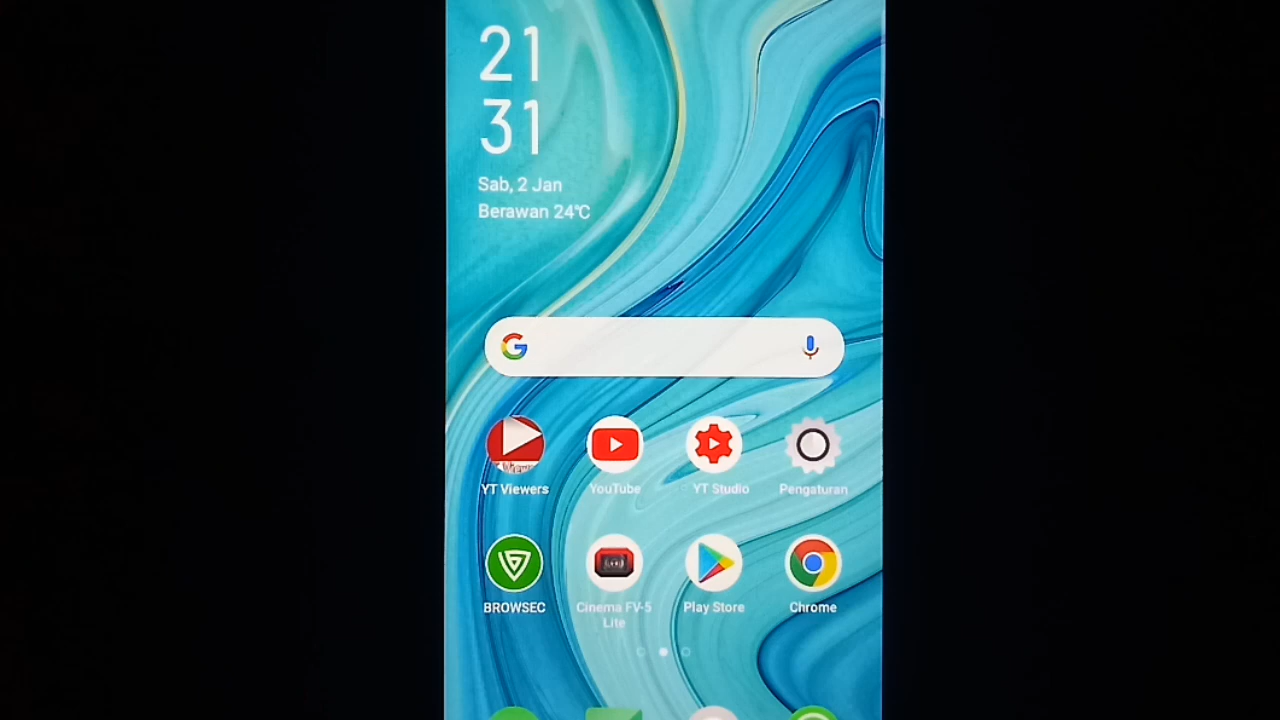 21
31
Sab, 2 Jan
Berawan 24℃
YT Viewers
YouTube
YT Studio
Pengaturan
BROWSEC
Cinema FV-5
Lite
Play Store
Chrome